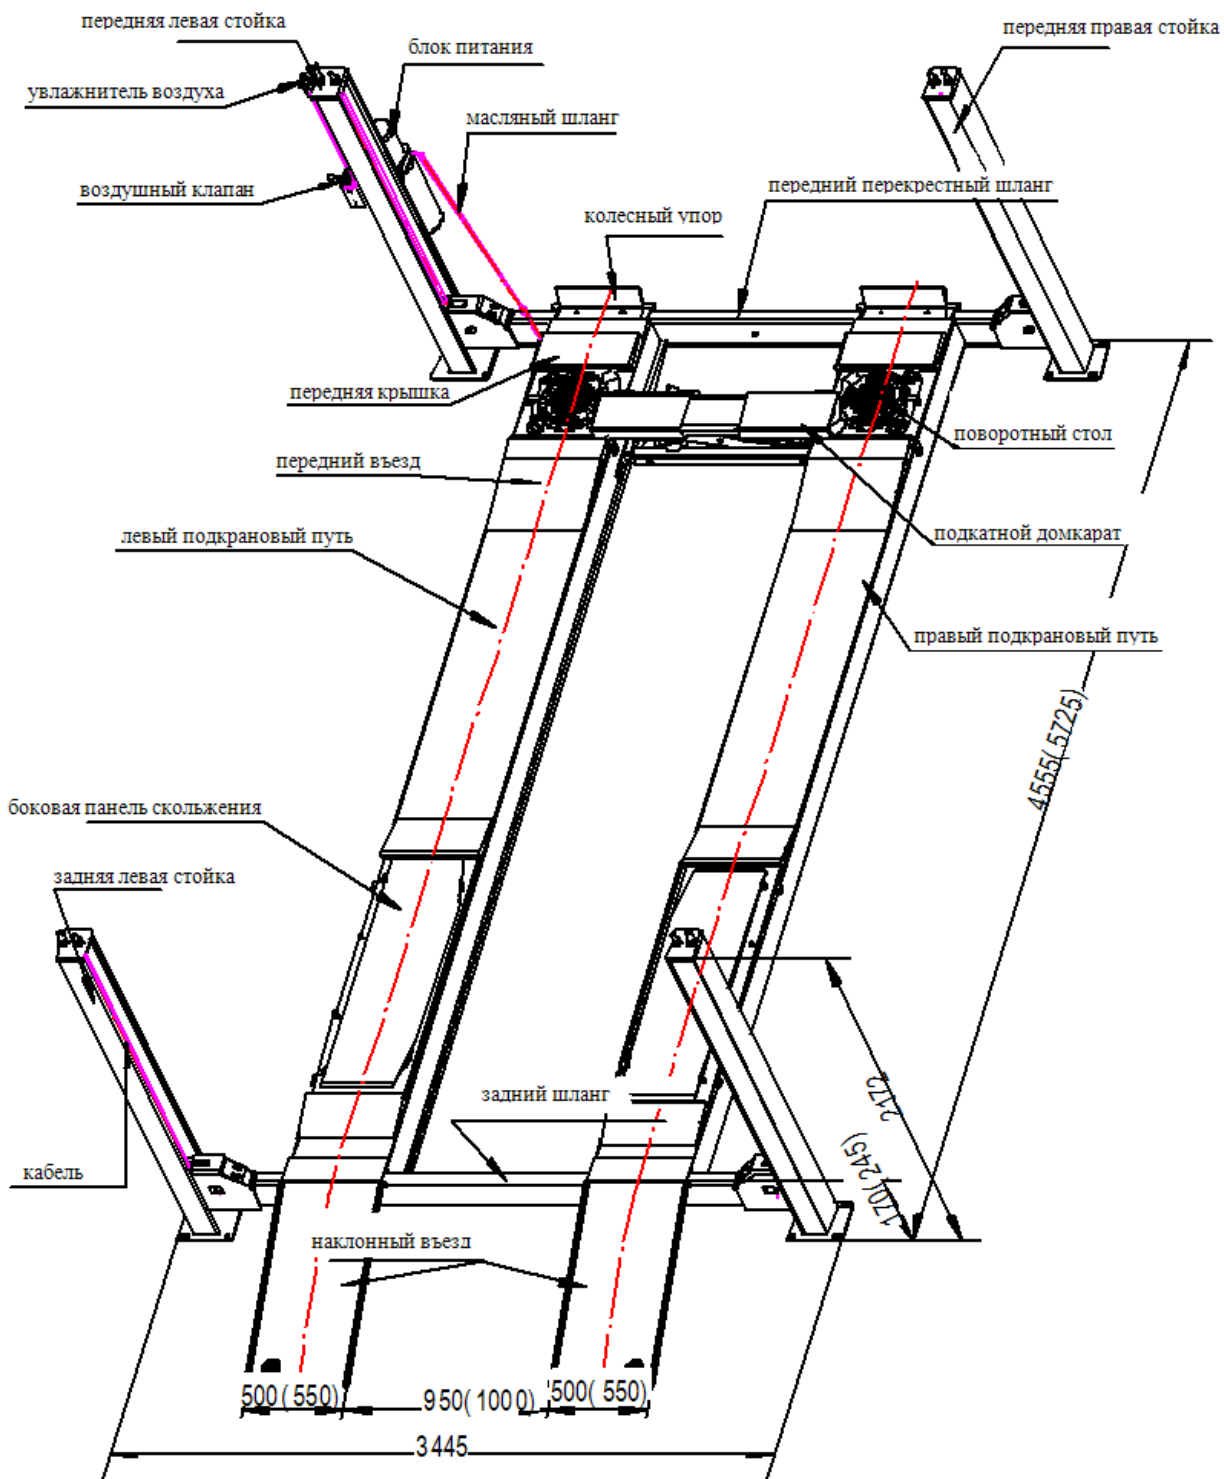 передняя левая стойка
передняя правая стойка
блок питания
увлажнитель воздуха
масляный шланг
воздушный клапан
передний перекрестный шланг
колесный упор
передняя крышка
поворотный стол
передний въезд
левый подкрановый путь
подкатной домкарат
правый подкрановый путь
4555(5725)
боковая панель скольжения
задняя левая стойка
2172
170(245)
задний шланг
кабель
наклонный въезд
500(550)
950(1000)
500(550)
3445